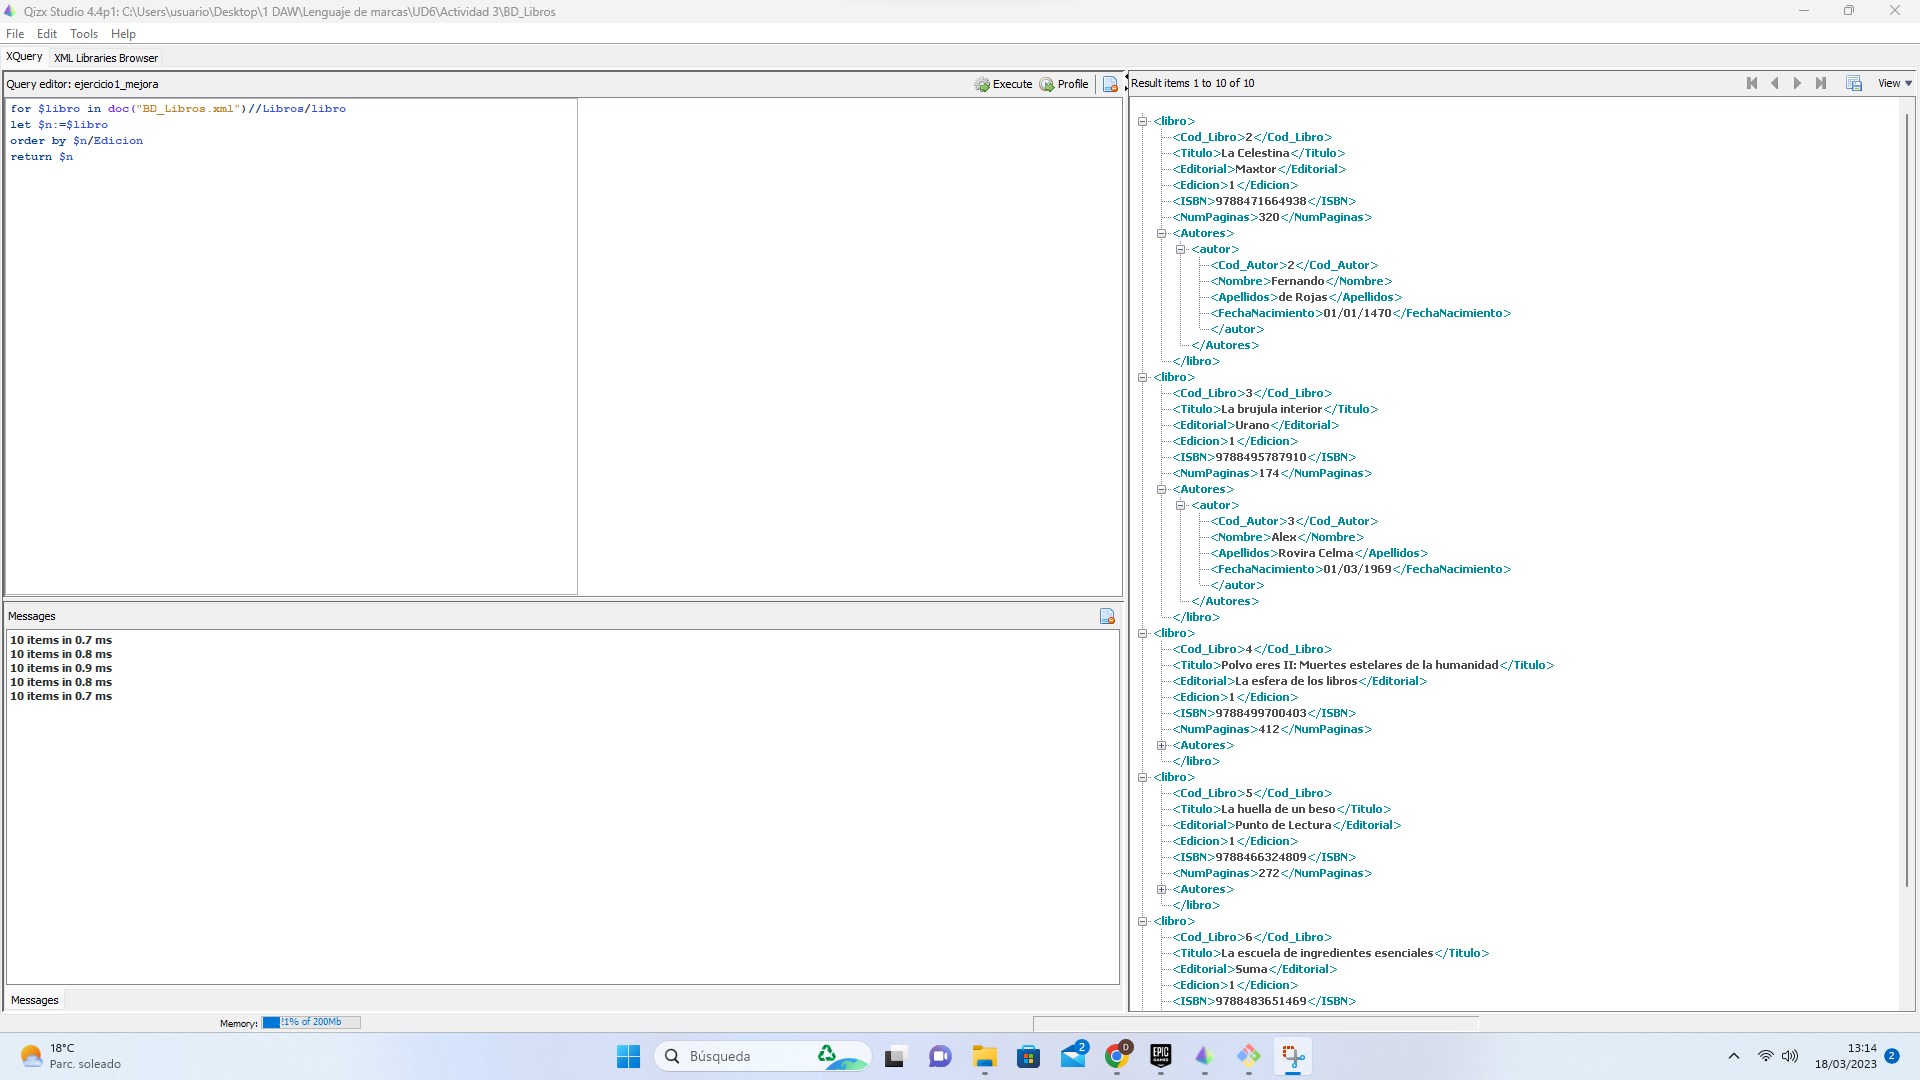 Qizx Studio 4.4p1: C:\Users\usuario\Desktop\1 DAW\Lenguaje de marcas\UD6\Actividad 3\BD_Libros
File Edit Tools Help
XQuery XML Libraries Browser
Query editor: ejercicio1_mejora Execute Profile
for $libro in doc("BD_Libros.xml")//Libros/libro
let $n:=$libro
order by $n/Edicion
return $n
Messages
10 items in 0.7 ms
10 items in 0.8 ms
10 items in 0.9 ms
10 items in 0.8 ms
10 items in 0.7 ms
Messages
Result items 1 to 10 of 10 View
<libro>
<Cod_Libro>2</Cod_Libro>
<Titulo>La Celestina</Titulo>
<Editorial>Maxtor</Editorial>
<Edicion>1</Edicion>
<ISBN>9788471664938</ISBN>
<NumPaginas>320</NumPaginas>
<Autores>
<autor>
<Cod_Autor>2</Cod_Autor>
<Nombre>Fernando</Nombre>
<Apellidos>de Rojas</Apellidos>
<FechaNacimiento>01/01/1470</FechaNacimiento>
</autor>
</Autores>
</libro>
<libro>
<Cod_Libro>3</Cod_Libro>
<Titulo>La brujula interior</Titulo>
<Editorial>Urano</Editorial>
<Edicion>1</Edicion>
<ISBN>9788495787910</ISBN>
<NumPaginas>174</NumPaginas>
<Autores>
<autor>
<Cod_Autor>3</Cod_Autor>
<Nombre>Alex</Nombre>
<Apellidos>Rovira Celma</Apellidos>
<FechaNacimiento>01/03/1969</FechaNacimiento>
</autor>
</Autores>
</libro>
<libro>
<Cod_Libro>4</Cod_Libro>
<Titulo>Polvo eres II: Muertes estelares de la humanidad</Titulo>
<Editorial>La esfera de los libros</Editorial>
<Edicion>1</Edicion>
<ISBN>9788499700403</ISBN>
<NumPaginas>412</NumPaginas>
<Autores>
</libro>
<libro>
<Cod_Libro>5</Cod_Libro>
<Titulo>La huella de un beso</Titulo>
<Editorial>Punto de Lectura</Editorial>
<Edicion>1</Edicion>
<ISBN>9788466324809</ISBN>
<NumPaginas>272</NumPaginas>
<Autores>
</libro>
<libro>
<Cod_Libro>6</Cod_Libro>
<Titulo>La escuela de ingredientes esenciales</Titulo>
<Editorial>Suma</Editorial>
<Edicion>1</Edicion>
<ISBN>9788483651469</ISBN>
Memory: 11% of 200Mb
18°C
Parc. soleado
Búsqueda
2
D
EPIC
GAMES
13:14
18/03/2023
2